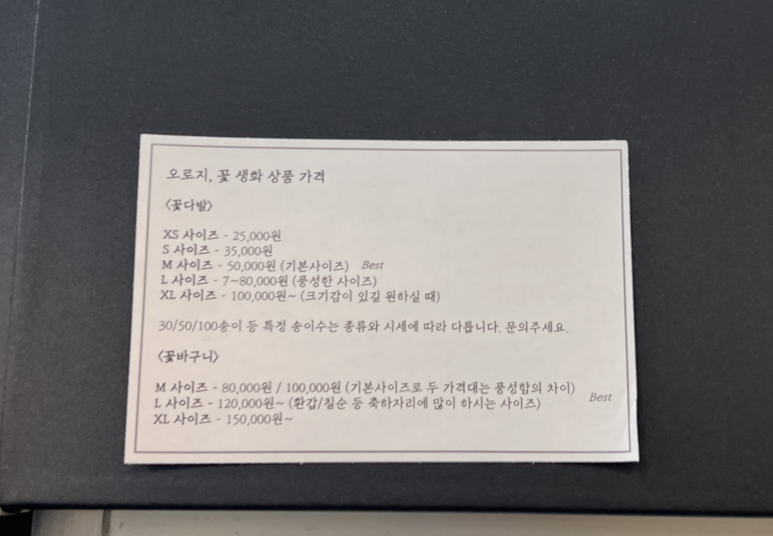 오로지, 꽃 생화 상품 가격
<꽃다발>
XS 사이즈 - 25,000원
S 사이즈 - 35,000원
M 사이즈 - 50,000원 (기본사이즈) Best
L 사이즈 - 7~80,000원 (풍성한 사이즈)
XL 사이즈 - 100,000원~ (크기감이 있길 원하실 때)
30/50/100송이 등 특정 송이수는 종류와 시세에 따라 다릅니다. 문의주세요.
<꽃바구니>
M 사이즈 - 80,000원 / 100,000원 (기본사이즈로 두 가격대는 풍성함의 차이)
L 사이즈 - 120,000원~ (환갑/칠순 등 축하자리에 많이 하시는 사이즈) Best
XL 사이즈 - 150,000원~